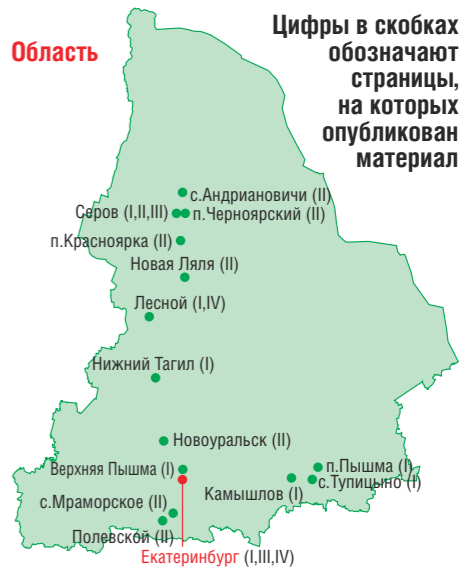 Область
Цифры в скобках
обозначают
страницы,
на которых
опубликован
материал
с.Андриановичи (II)
Серов (I,II,III)
п.Черноярский (II)
п.Красноярка (II)
Новая Ляля (II)
Лесной (I,IV)
Нижний Тагил (I)
Новоуральск (II)
Верхняя Пышма (I)
п.Пышма (I)
с.Тупицыно (I)
Камышлов (I)
с.Мраморское (II)
Полевской (II)
Екатеринбург (I,III,IV)